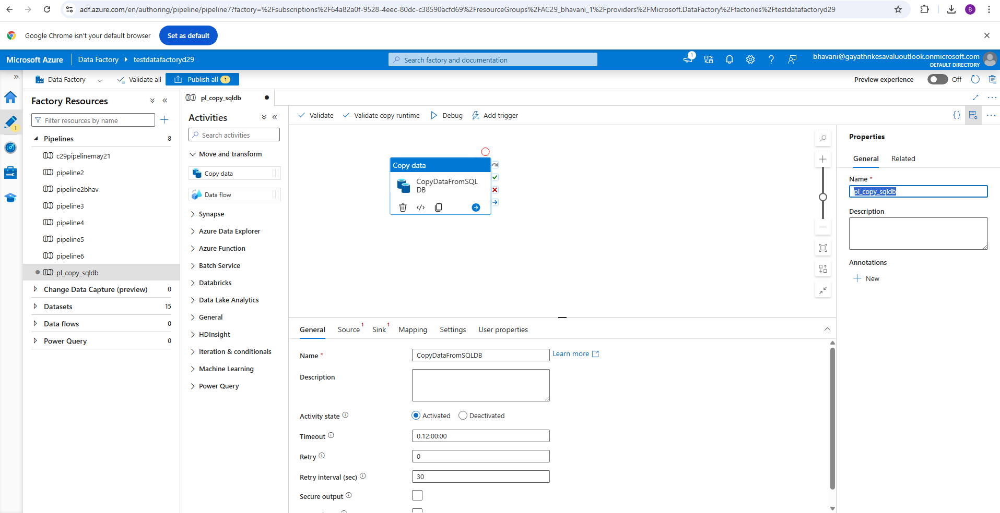 adf.azure.com/en/authoring/pipeline/pipeline7?factory=%2Fsubscriptions%2F64a82a0f-9528-4eec-80dc-c38590acfd69%2FresourceGroups%2FAC29_bhavani_1%2Fproviders%2FMicrosoft.DataFactory%2Ffactories%2Ftestdatafactoryd29
B
Google Chrome isn't your default browser
Set as default
Microsoft Azure
Data Factory
testdatafactoryd29
Search factory and documentation
1
bhavani@gayathrikesavaluoutlook.onmicrosoft.com
DEFAULT DIRECTORY
Data Factory
Validate all
Publish all
1
Preview experience
Off
1
Factory Resources
Filter resources by name
Pipelines 8
c29pipelinemay21
pipeline2
pipeline2bhav
pipeline3
pipeline4
pipeline5
pipeline6
pl_copy_sqldb
Change Data Capture (preview) 0
Datasets 15
Data flows 0
Power Query 0
pl_copy_sqldb
Activities
Search activities
Move and transform
Copy data
Data flow
Synapse
Azure Data Explorer
Azure Function
Batch Service
Databricks
Data Lake Analytics
General
HDInsight
Iteration & conditionals
Machine Learning
Power Query
Validate
Validate copy runtime
Debug
Add trigger
{}
Copy data
CopyDataFromSQL
DB
</>
General
Source 1
Sink 1
Mapping
Settings
User properties
Name *
CopyDataFromSQLDB
Learn more
Description
Activity state
Activated
Deactivated
Timeout
0.12:00:00
Retry
0
Retry interval (sec)
30
Secure output
Properties
General
Related
Name *
pl_copy_sqldb
Description
Annotations
New